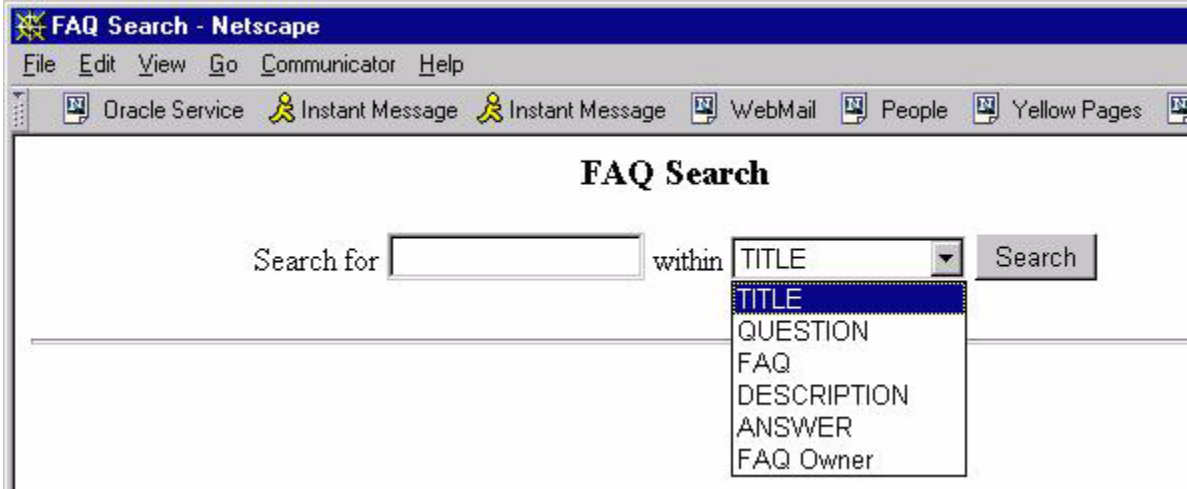 FAQ Search - Netscape
File Edit View Go Communicator Help
Oracle Service Instant Message Instant Message WebMail People Yellow Pages
FAQ Search
Search for within TITLE Search
TITLE
QUESTION
FAQ
DESCRIPTION
ANSWER
FAQ Owner